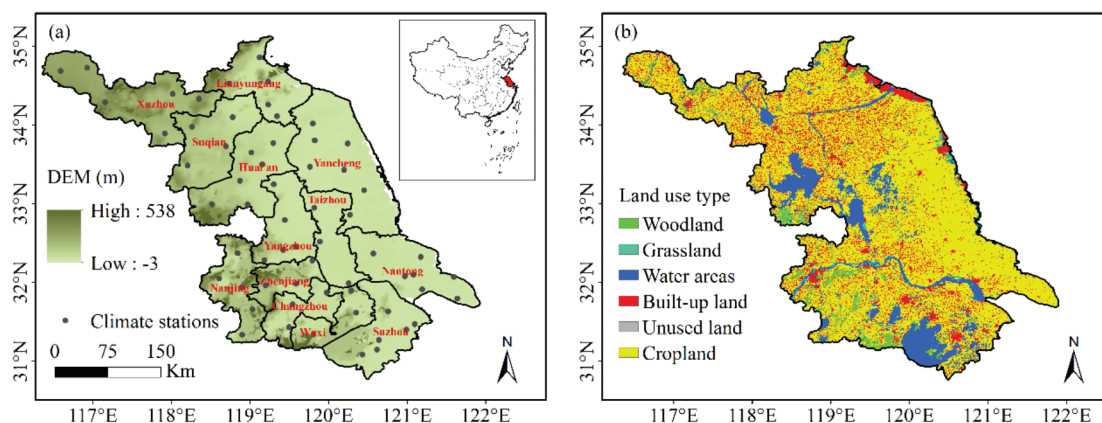 (a)
N
35°N
34°N
33°N
32°N
31°N
Lianyungang
Xuzhou
Suqian
Huai'an
Yancheng
Taizhou
Yangzhou
Nantong
Nanjing
Zhenjiang
Changzhou
Wuxi
Suzhou
DEM (m)
High : 538
Low : -3
Climate stations
0 75 150
Km
N
117°E 118°E 119°E 120°E 121°E 122°E
(b)
35°N
34°N
33°N
32°N
31°N
Land use type
Woodland
Grassland
Water areas
Built-up land
Unused land
Cropland
N
117°E 118°E 119°E 120°E 121°E 122°E